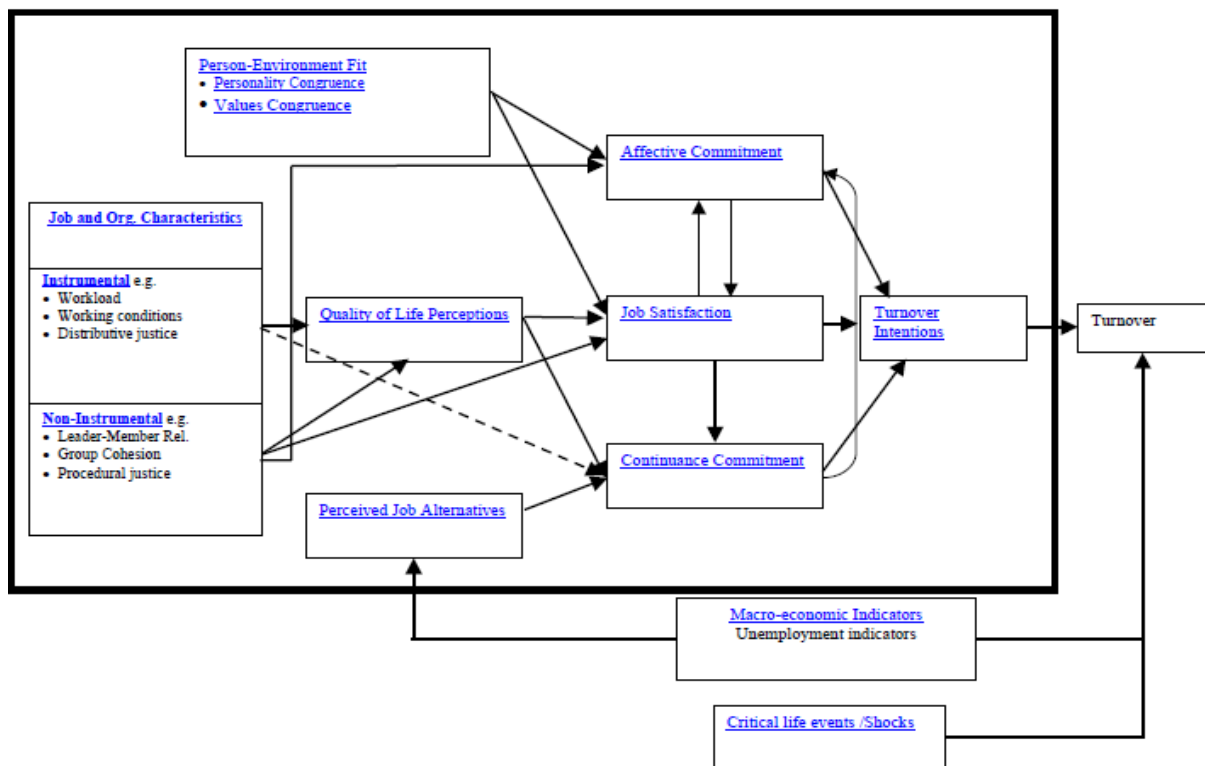 Person-Environment Fit
• Personality Congruence
• Values Congruence
Affective Commitment
Job and Org. Characteristics
Instrumental e.g.
• Workload
• Working conditions
• Distributive justice
Quality of Life Perceptions
Job Satisfaction
Turnover
Intentions
Turnover
Non-Instrumental e.g.
• Leader-Member Rel.
• Group Cohesion
• Procedural justice
Continuance Commitment
Perceived Job Alternatives
Macro-economic Indicators
Unemployment indicators
Critical life events /Shocks